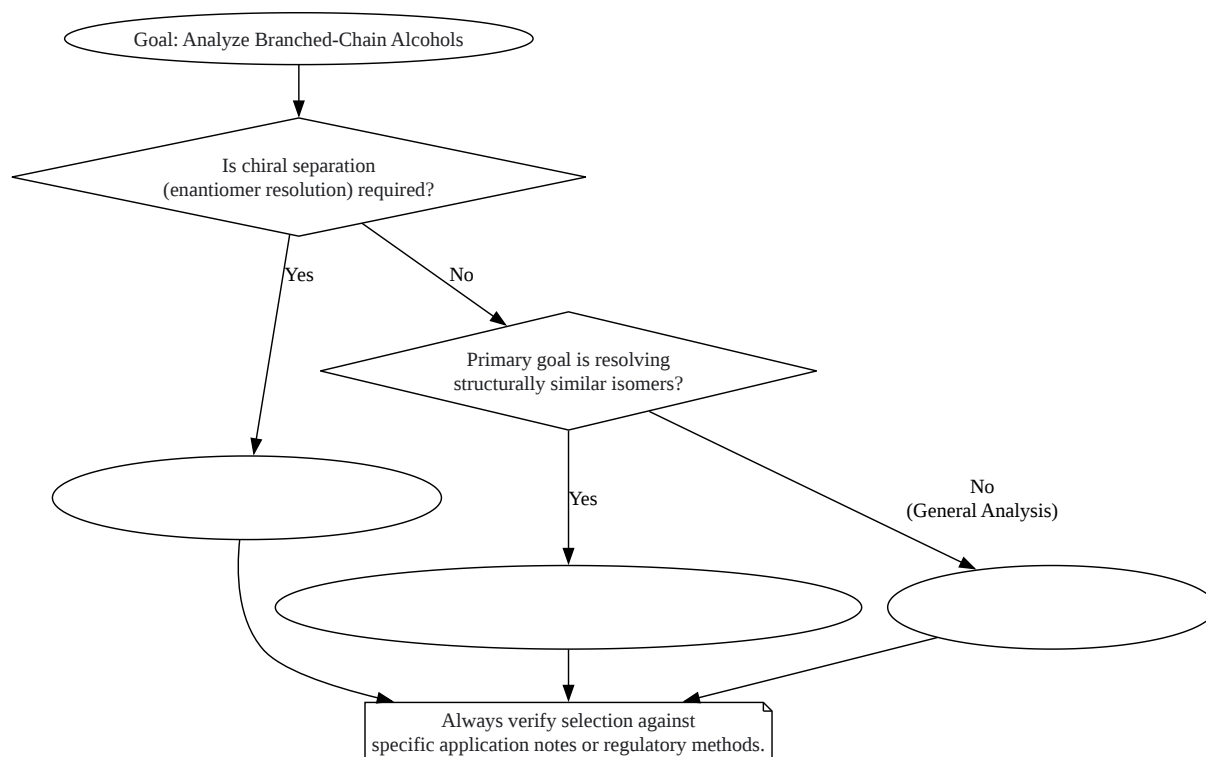 Goal: Analyze Branched-Chain Alcohols
Is chiral separation
(enantiomer resolution) required?
Yes
No
Primary goal is resolving
structurally similar isomers?
Yes
No
(General Analysis)
Always verify selection against
specific application notes or regulatory methods.